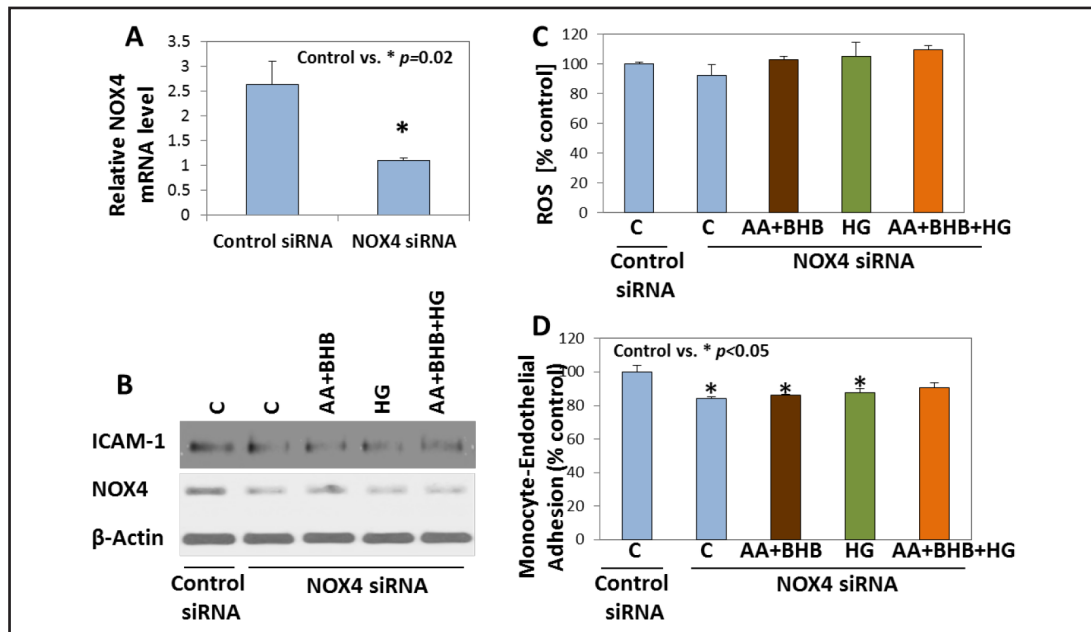 A
Relative NOX4
mRNA level
3.5
3
2.5
2
1.5
1
0.5
0
Control vs. * p=0.02
*
Control siRNA NOX4 siRNA
B
C C AA+BHB HG AA+BHB+HG
ICAM-1
NOX4
β-Actin
Control
siRNA
NOX4 siRNA
C
ROS [% control]
120
100
80
60
40
20
0
C C AA+BHB HG AA+BHB+HG
Control
siRNA
NOX4 siRNA
D
Monocyte-Endothelial
Adhesion (% control)
120
100
80
60
40
20
0
Control vs. * p<0.05
* * *
C C AA+BHB HG AA+BHB+HG
Control
siRNA
NOX4 siRNA